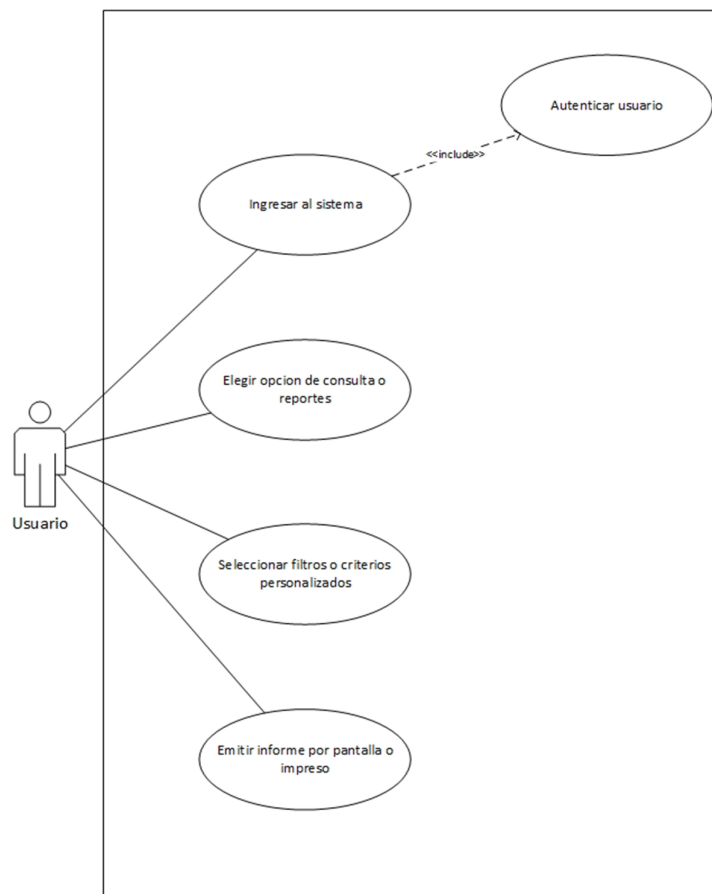 Autenticar usuario
<<include>>
Ingresar al sistema
Elegir opcion de consulta o
reportes
Usuario
Seleccionar filtros o criterios
personalizados
Emitir informe por pantalla o
impreso